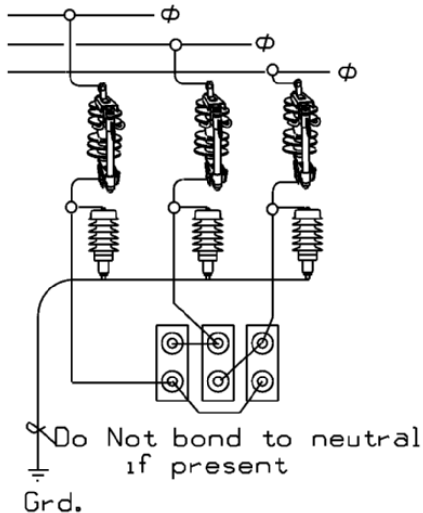 ϕ
ϕ
ϕ
Do Not bond to neutral
if present
Grd.